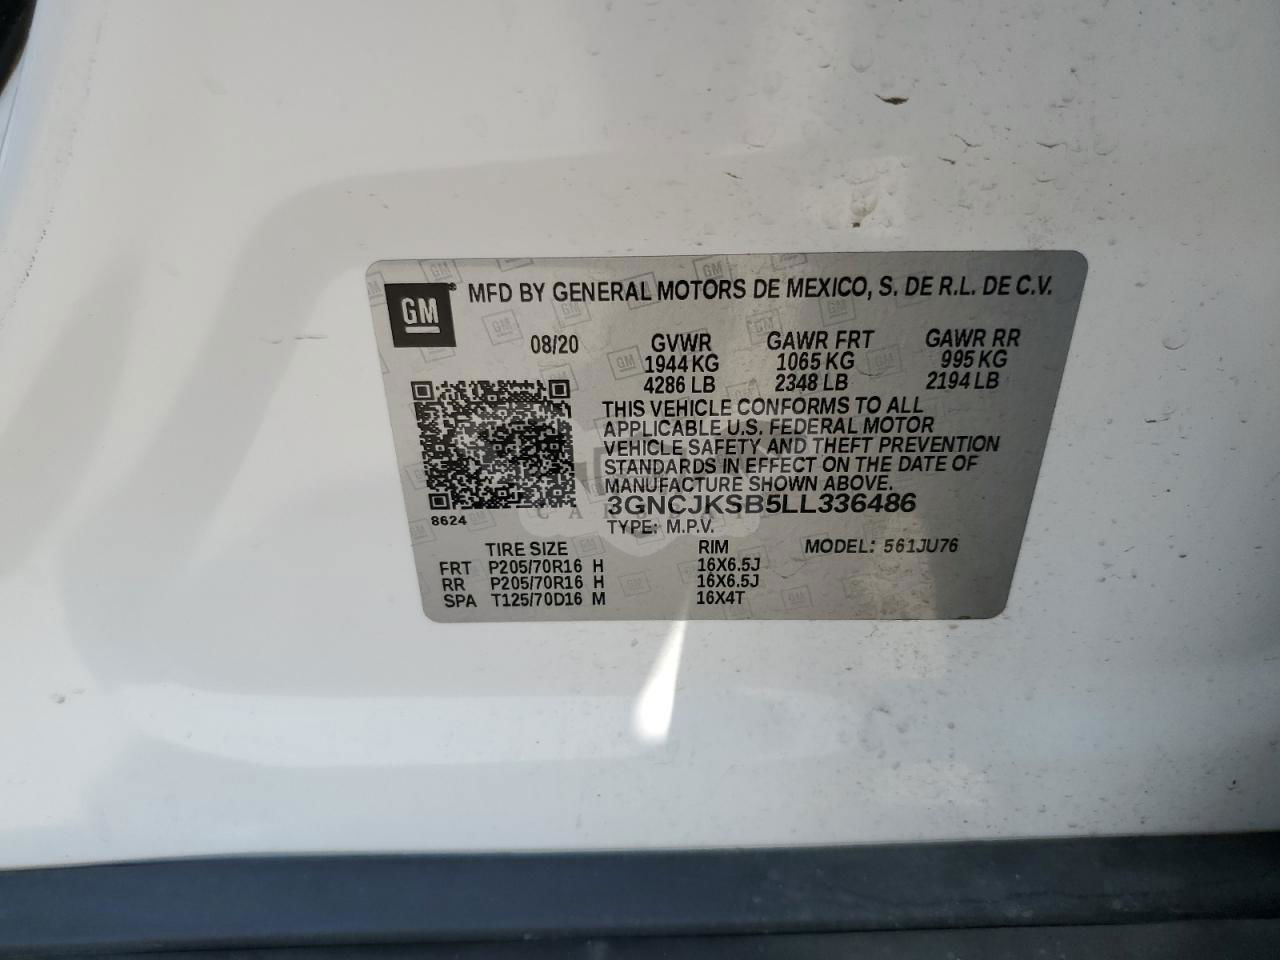 GM
MFD BY GENERAL MOTORS DE MEXICO, S. DE R.L. DE C.V.
08/20 GVWR GAWR FRT GAWR RR
1944 KG 1065 KG 995 KG
4286 LB 2348 LB 2194 LB
THIS VEHICLE CONFORMS TO ALL
APPLICABLE U.S. FEDERAL MOTOR
VEHICLE SAFETY AND THEFT PREVENTION
STANDARDS IN EFFECT ON THE DATE OF
MANUFACTURE SHOWN ABOVE.
3GNCJKSB5LL336486
8624 TYPE: M.P.V.
TIRE SIZE RIM MODEL: 561JU76
FRT P205/70R16 H 16X6.5J
RR P205/70R16 H 16X6.5J
SPA T125/70D16 M 16X4T